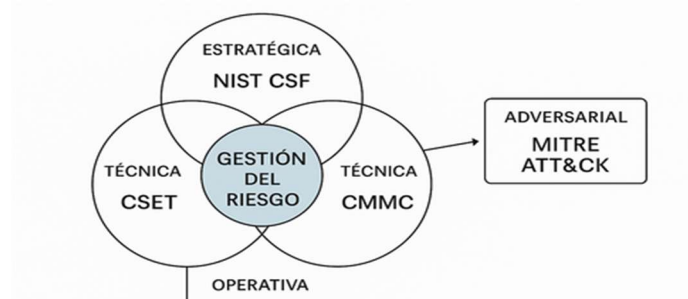 ESTRATÉGICA
NIST CSF
ADVERSARIAL
MITRE
ATT&CK
TÉCNICA
CSET
GESTIÓN
DEL
RIESGO
TÉCNICA
CMMC
OPERATIVA